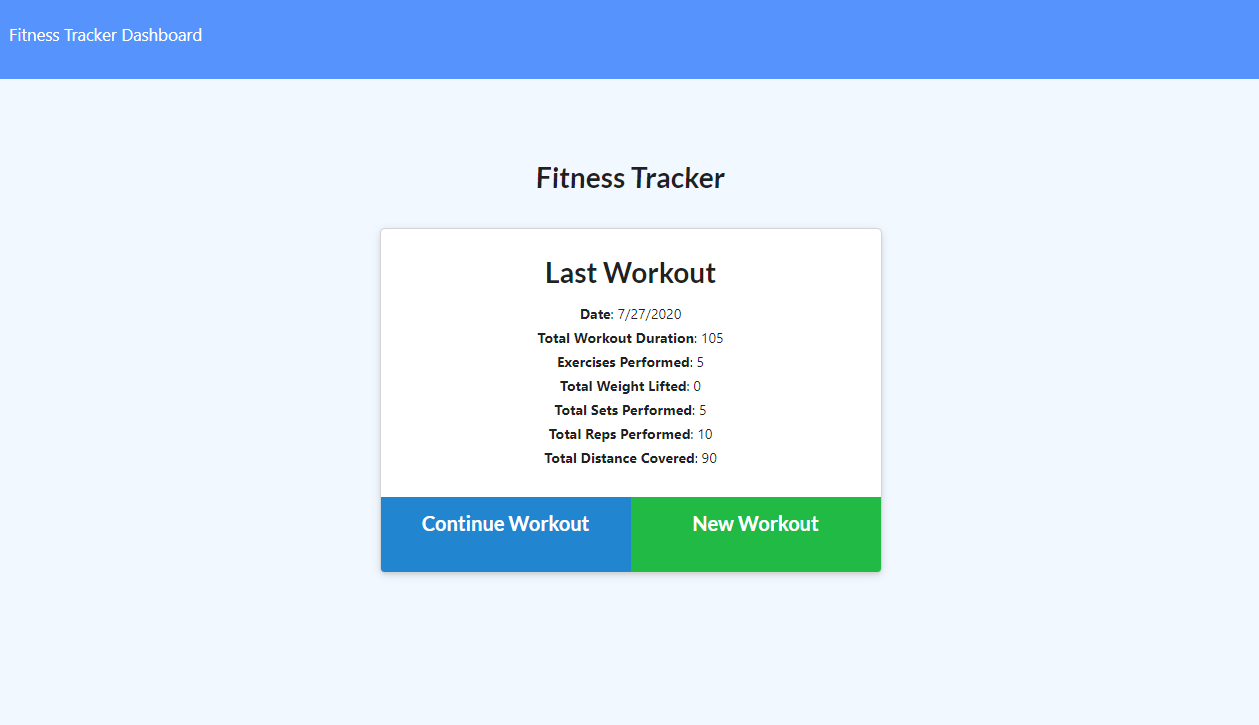 Fitness Tracker Dashboard
Fitness Tracker
Last Workout
Date: 7/27/2020
Total Workout Duration: 105
Exercises Performed: 5
Total Weight Lifted: 0
Total Sets Performed: 5
Total Reps Performed: 10
Total Distance Covered: 90
Continue Workout New Workout